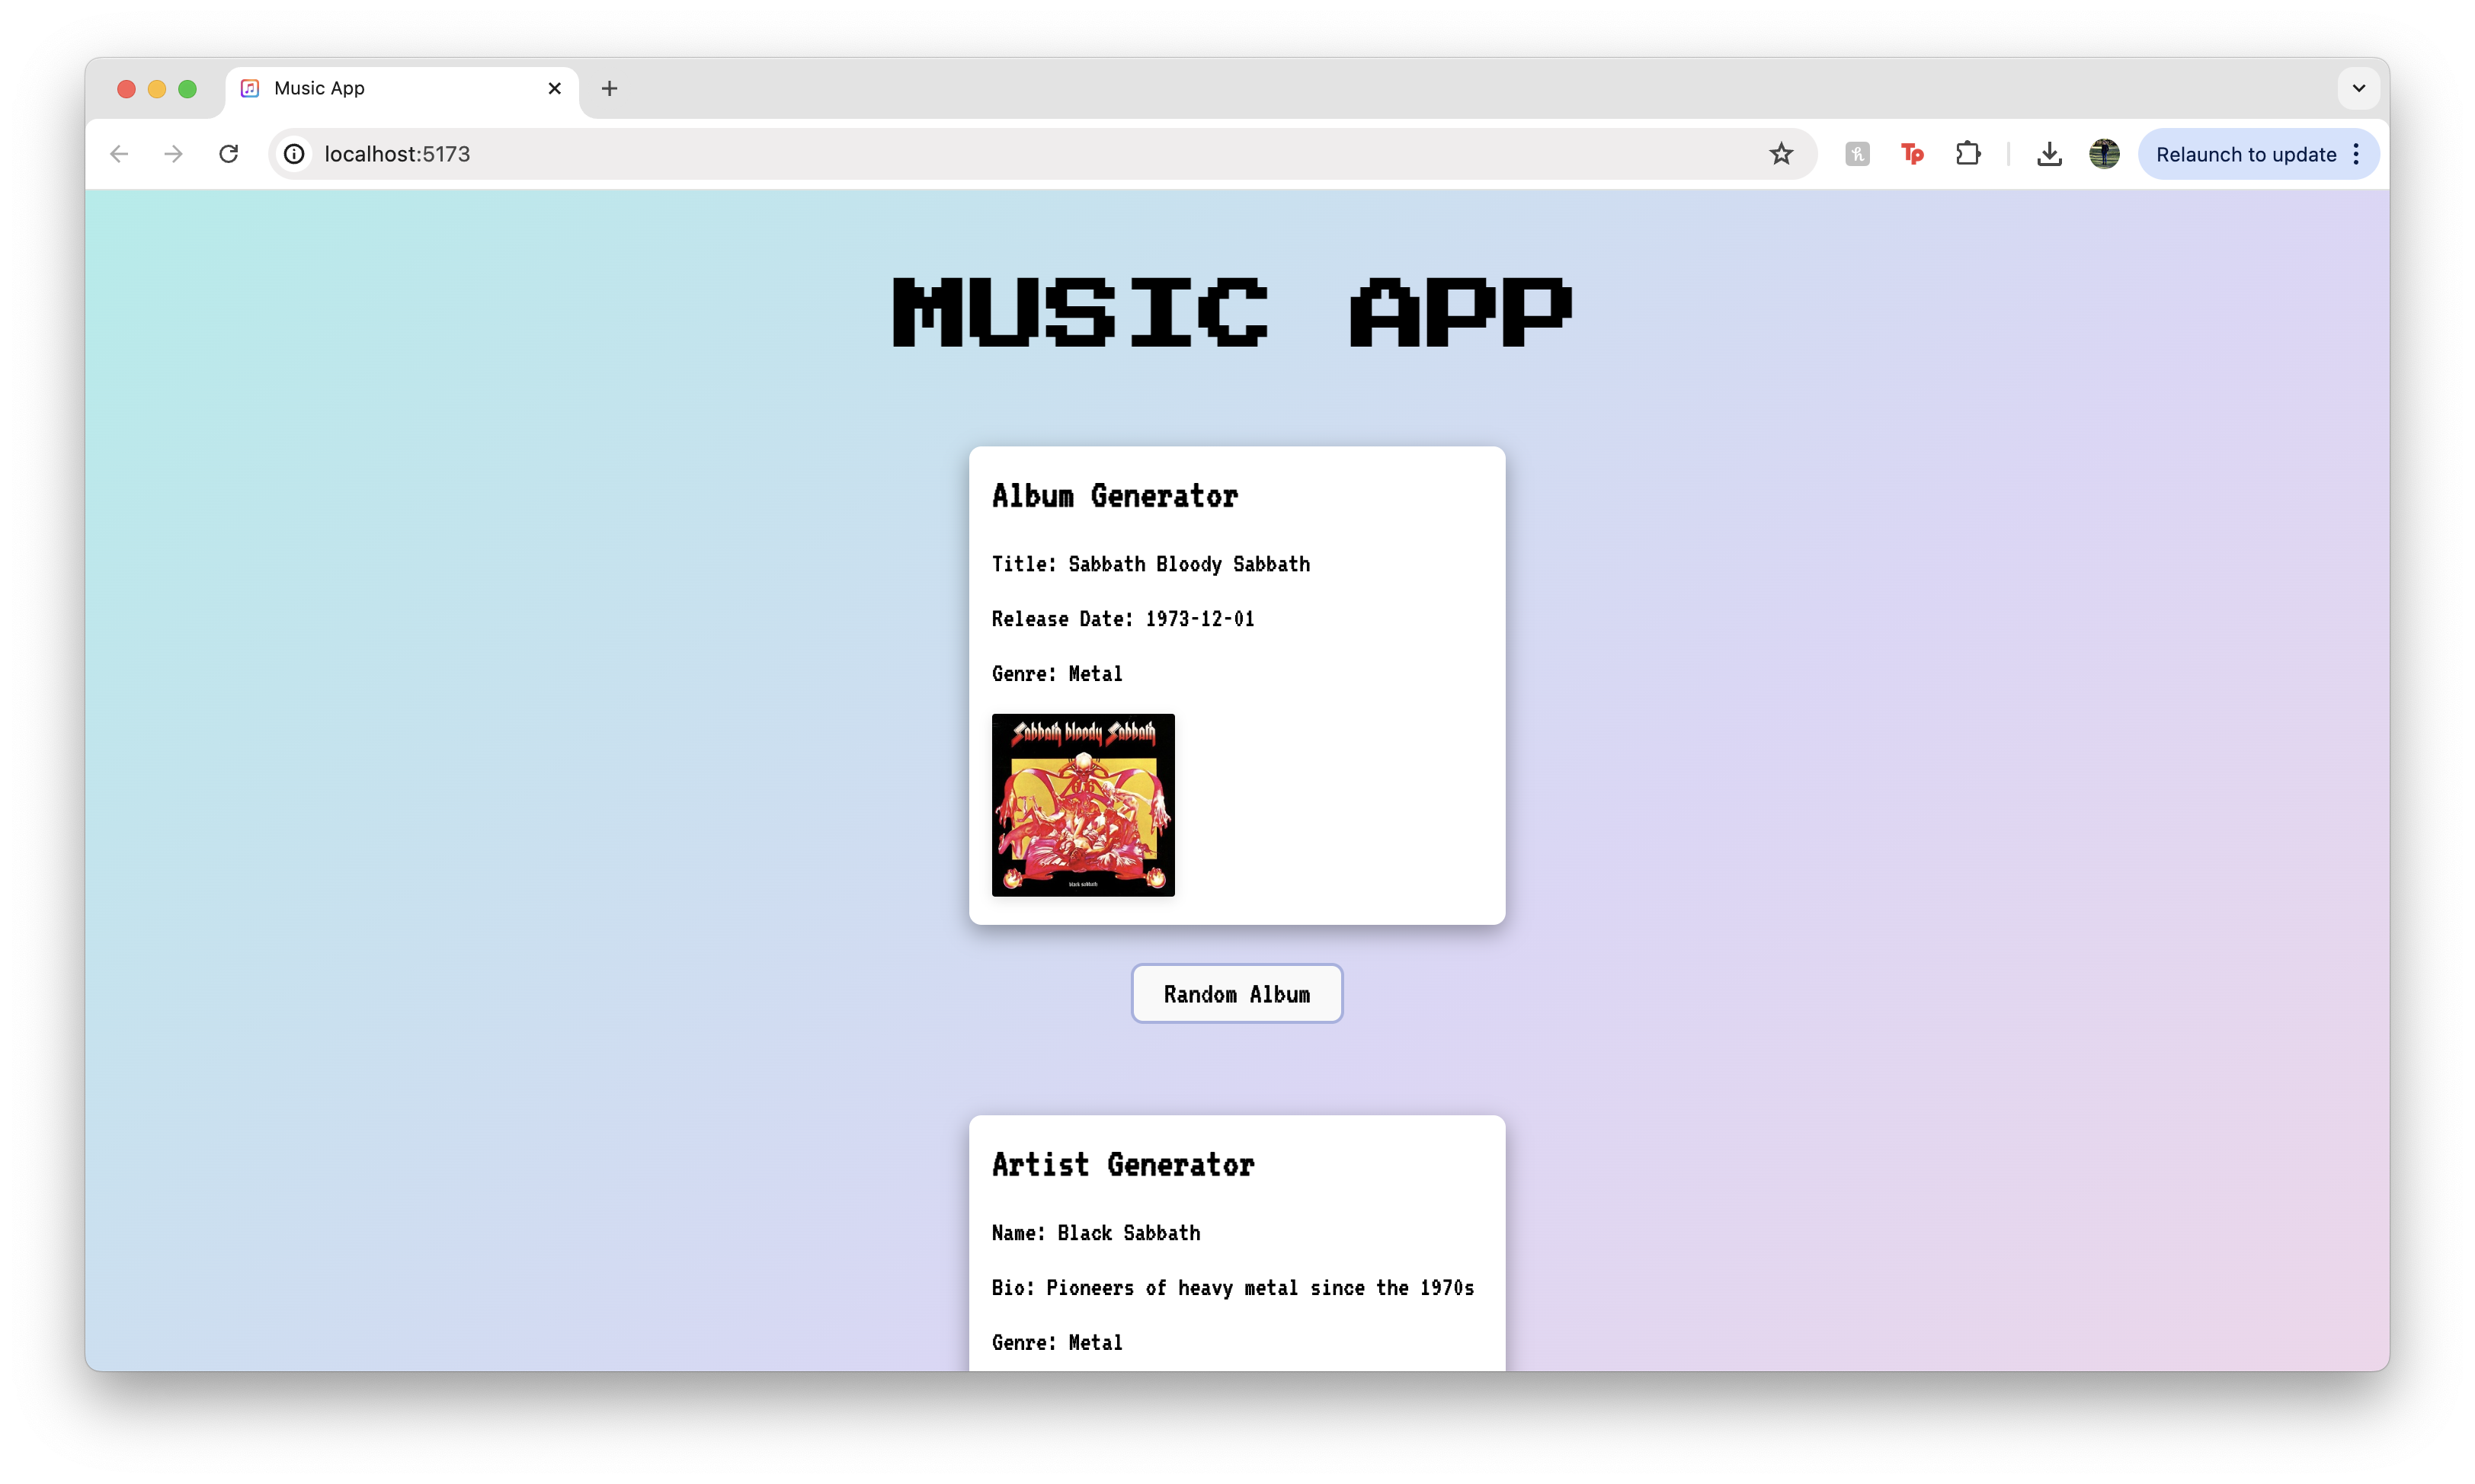 Music App
localhost:5173
Relaunch to update
MUSIC APP
Album Generator
Title: Sabbath Bloody Sabbath
Release Date: 1973-12-01
Genre: Metal
Sabbath bloody Sabbath
black sabbath
Random Album
Artist Generator
Name: Black Sabbath
Bio: Pioneers of heavy metal since the 1970s
Genre: Metal